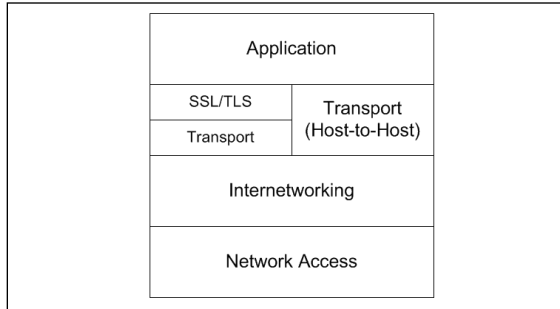 Application
SSL/TLS
Transport
Transport
(Host-to-Host)
Internetworking
Network Access